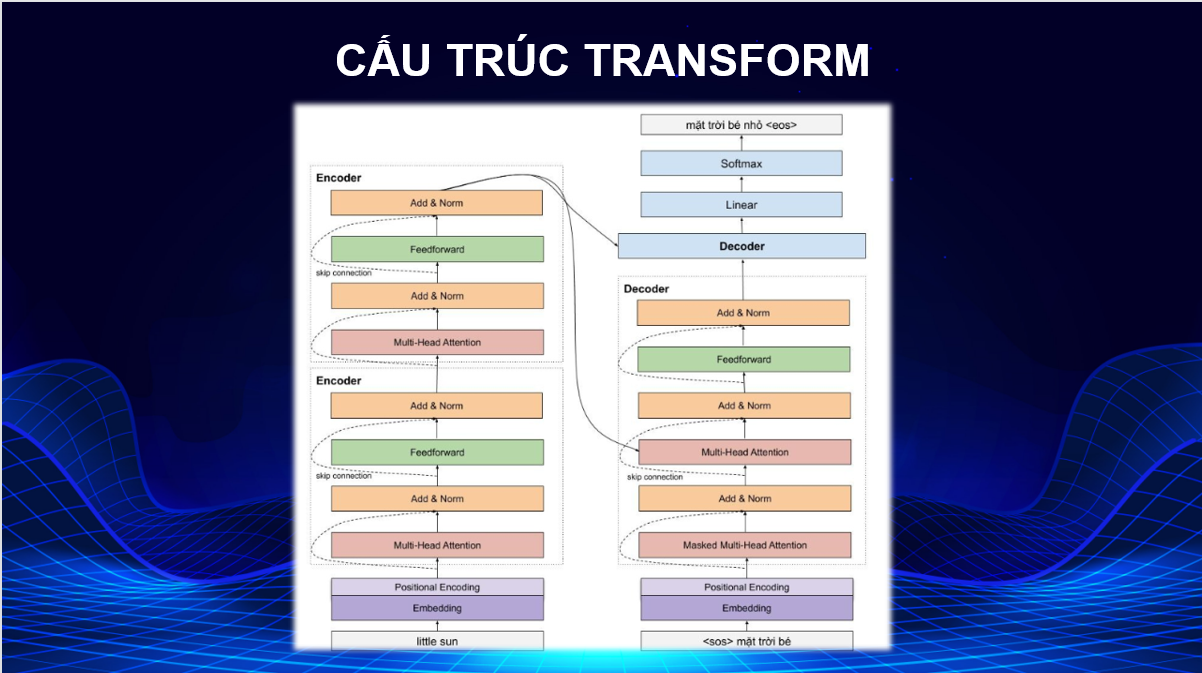 CẤU TRÚC TRANSFORM
Encoder
Add & Norm
Feedforward
skip connection
Add & Norm
Multi-Head Attention
Encoder
Add & Norm
Feedforward
skip connection
Add & Norm
Multi-Head Attention
Positional Encoding
Embedding
little sun
mặt trời bé nhỏ <eos>
Softmax
Linear
Decoder
Decoder
Add & Norm
Feedforward
Add & Norm
Multi-Head Attention
skip connection
Add & Norm
Masked Multi-Head Attention
Positional Encoding
Embedding
<sos> mặt trời bé